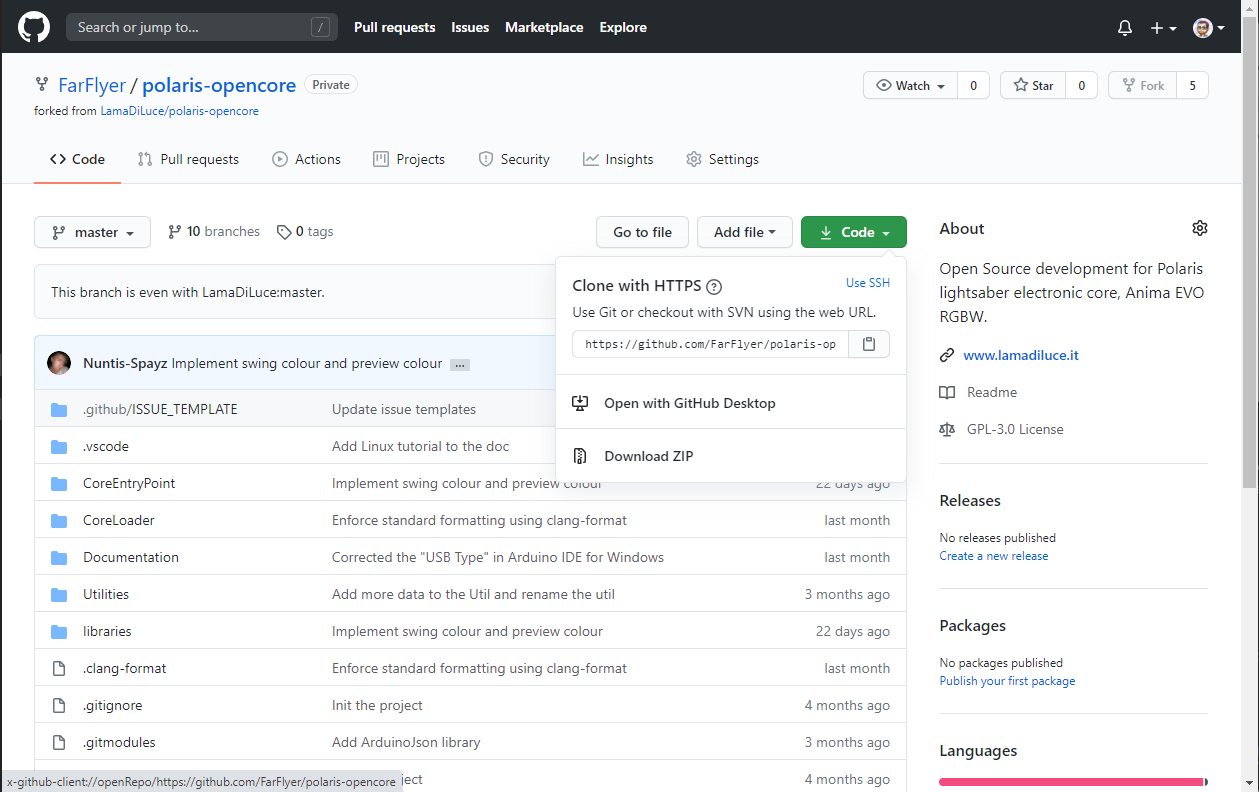 Search or jump to... / Pull requests Issues Marketplace Explore
FarFlyer / polaris-opencore Private Watch 0 Star 0 Fork 5
forked from LamaDiLuce/polaris-opencore
Code Pull requests Actions Projects Security Insights Settings
master 10 branches 0 tags Go to file Add file Code
This branch is even with LamaDiLuce:master.
Clone with HTTPS ? Use SSH
Use Git or checkout with SVN using the web URL.
https://github.com/FarFlyer/polaris-op
Open with GitHub Desktop
Download ZIP
Nuntis-Spayz Implement swing colour and preview colour ...
.github/ISSUE_TEMPLATE Update issue templates
.vscode Add Linux tutorial to the doc
CoreEntryPoint Implement swing colour and preview colour 22 days ago
CoreLoader Enforce standard formatting using clang-format last month
Documentation Corrected the "USB Type" in Arduino IDE for Windows last month
Utilities Add more data to the Util and rename the util 3 months ago
libraries Implement swing colour and preview colour 22 days ago
.clang-format Enforce standard formatting using clang-format last month
.gitignore Init the project 4 months ago
.gitmodules Add ArduinoJson library 3 months ago
4 months ago
x-github-client://openRepo/https://github.com/FarFlyer/polaris-opencore
About
Open Source development for Polaris
lightsaber electronic core, Anima EVO
RGBW.
www.lamadiluce.it
Readme
GPL-3.0 License
Releases
No releases published
Create a new release
Packages
No packages published
Publish your first package
Languages